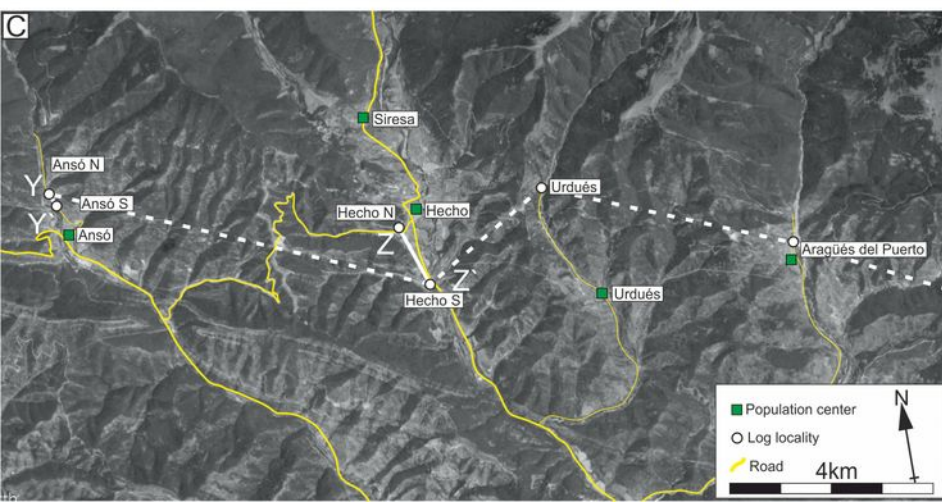 C
Siresa
Ansó N
Y
Ansó S
Y`
Ansó
Hecho N
Hecho
Z
Z`
Hecho S
Urdués
Urdués
Aragüés del Puerto
Population center
Log locality
Road
N
4km